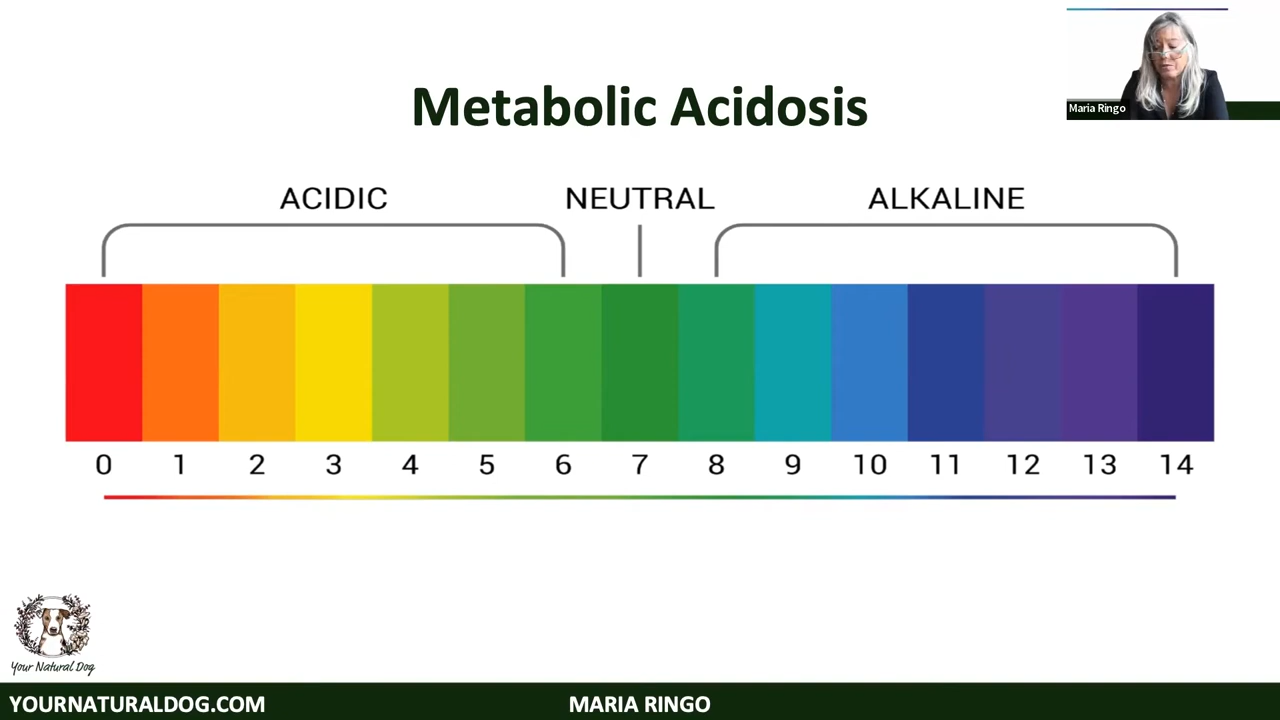 Metabolic Acidosis
Maria Ringo
ACIDIC NEUTRAL ALKALINE
0 1 2 3 4 5 6 7 8 9 10 11 12 13 14
Your Natural Dog
YOURNATURALDOG.COM MARIA RINGO